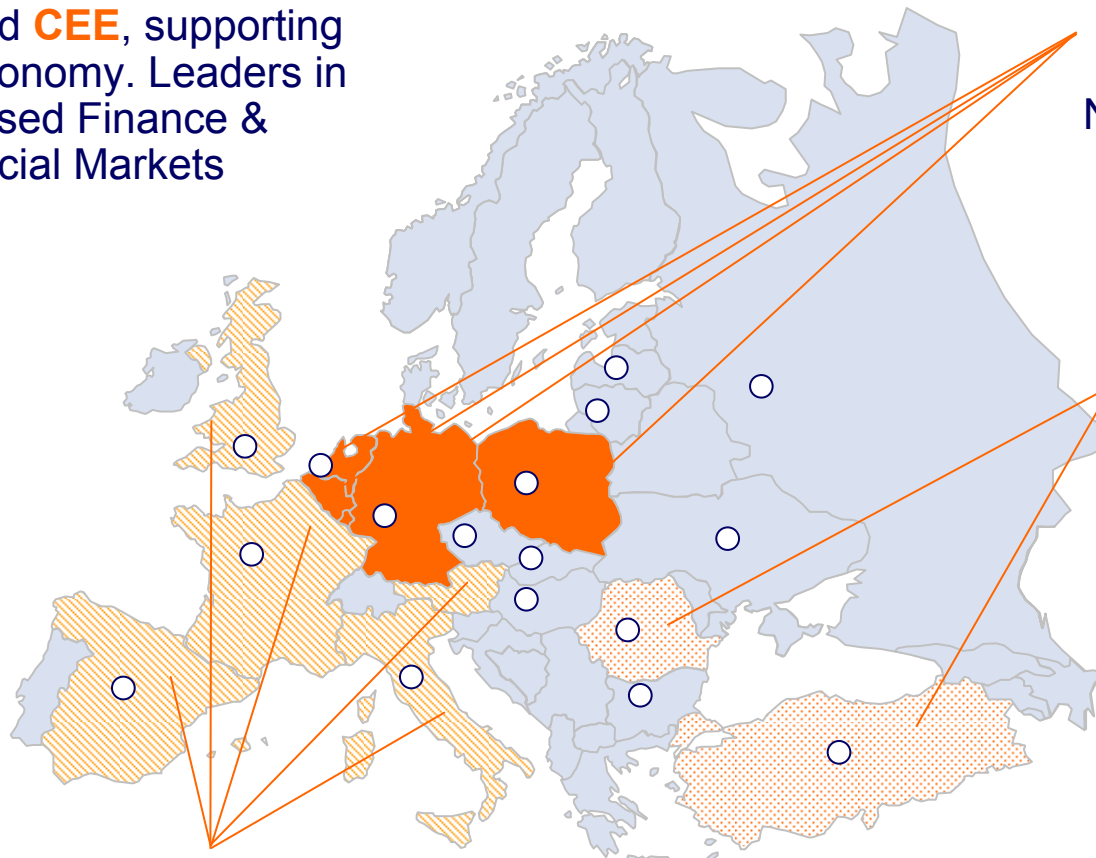 d CEE, supporting
onomy. Leaders in
sed Finance &
cial Markets
N